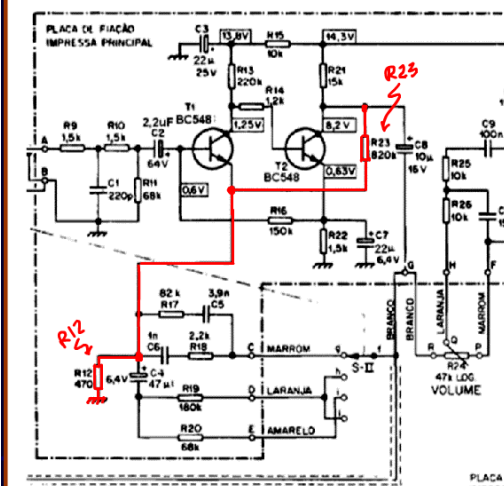 PLACA DE FIAÇÃO
IMPRESSA PRINCIPAL
C3
22µ
25V
13,8V
R15
10k
14,3V
R13
220k
R14
1,2k
R21
15k
R23
T1
BC548
2,2uF
C2
64V
1,25V
8,2V
R23
820k
C8
10µ
16V
C9
100n
R9
1,5k
R10
1,5k
A
B
C1
220p
R11
68k
0,6V
T2
BC548
0,63V
R25
10k
R26
10k
R16
150k
R22
1,5k
C7
22µ
6,4V
G
H
F
82k
R17
3,9n
C5
BRANCO
BRANCO
LARANJA
MARROM
R12
1n
C6
2,2k
R18
C
MARROM
g
f
S-II
R
Q
P
R24
47k LOG.
VOLUME
R12
470
6,4V
C4
47µ
R19
180k
D
LARANJA
h
i
R20
68k
E
AMARELO
PLACA